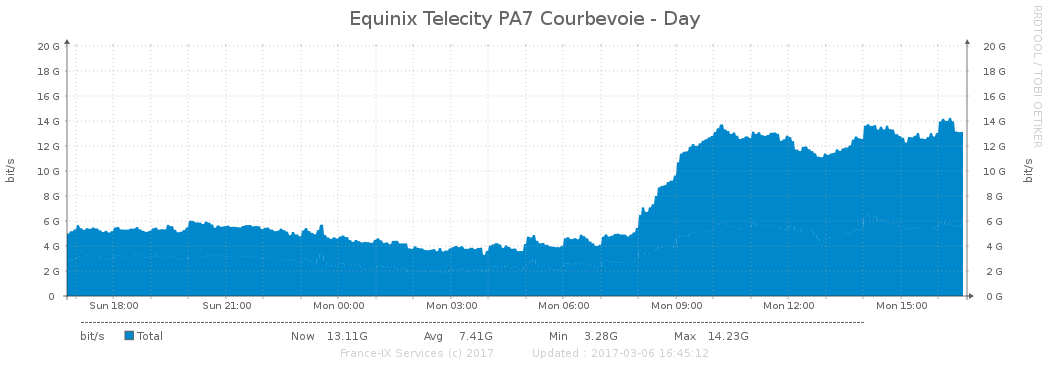 Equinix Telecity PA7 Courbevoie - Day
RRDTOOL / TOBI OETIKER
bit/s
20 G
18 G
16 G
14 G
12 G
10 G
8 G
6 G
4 G
2 G
0
20 G
18 G
16 G
14 G
12 G
10 G
8 G
6 G
4 G
2 G
0 G
bit/s
Sun 18:00 Sun 21:00 Mon 00:00 Mon 03:00 Mon 06:00 Mon 09:00 Mon 12:00 Mon 15:00
bit/s Total Now 13.11G Avg 7.41G Min 3.28G Max 14.23G
France-IX Services (c) 2017 Updated : 2017-03-06 16:45:12